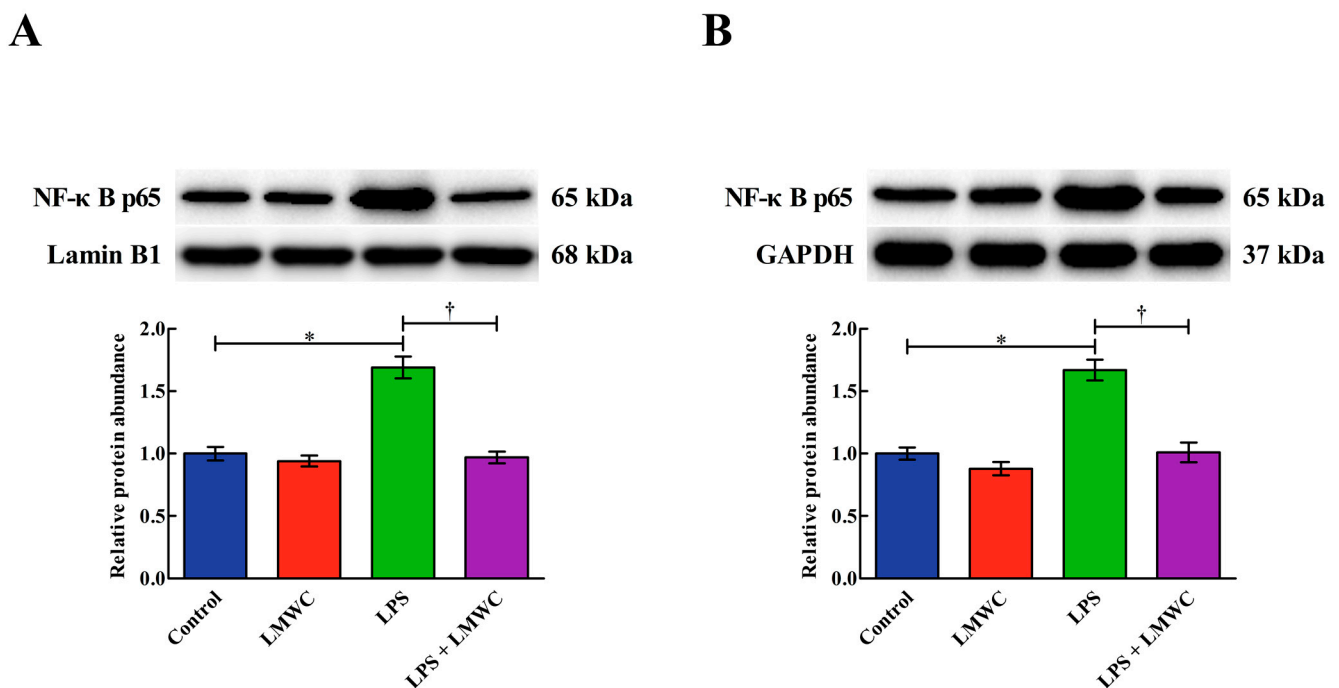 A
NF-κ B p65
65 kDa
Lamin B1
68 kDa
†
*
2.0
1.5
1.0
0.5
0.0
Relative protein abundance
Control
LMWC
LPS
LPS + LMWC
B
NF-κ B p65
65 kDa
GAPDH
37 kDa
†
*
2.0
1.5
1.0
0.5
0.0
Relative protein abundance
Control
LMWC
LPS
LPS + LMWC